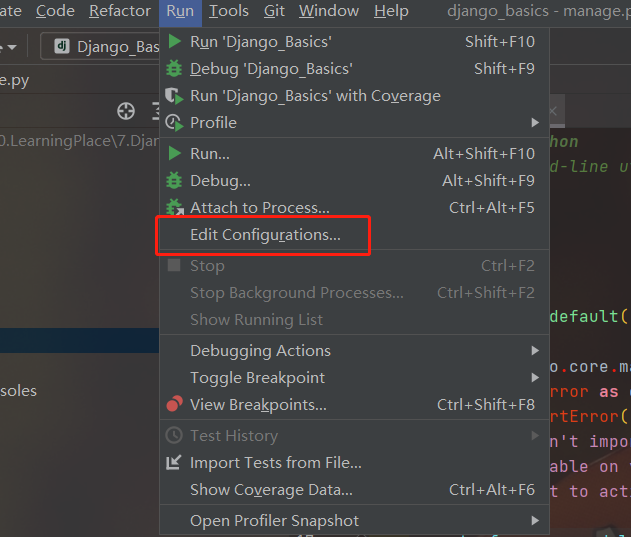 ate Code Refactor Run Tools Git Window Help django_basics - manage.p
Django_Bas
Run 'Django_Basics' Shift+F10
e.py
Debug 'Django_Basics' Shift+F9
Run 'Django_Basics' with Coverage
Profile
0.LearningPlace\7.Djan
hon
Run... Alt+Shift+F10
d-line
Debug... Alt+Shift+F9
Attach to Process... Ctrl+Alt+F5
Edit Configurations...
Stop Ctrl+F2
Stop Background Processes... Ctrl+Shift+F2
Show Running List
default(
Debugging Actions
o.core.ma
Toggle Breakpoint
rror as
soles
View Breakpoints... Ctrl+Shift+F8
rtError(
Test History
n't impor
Import Tests from File...
able on
Show Coverage Data... Ctrl+Alt+F6
t to acti
Open Profiler Snapshot